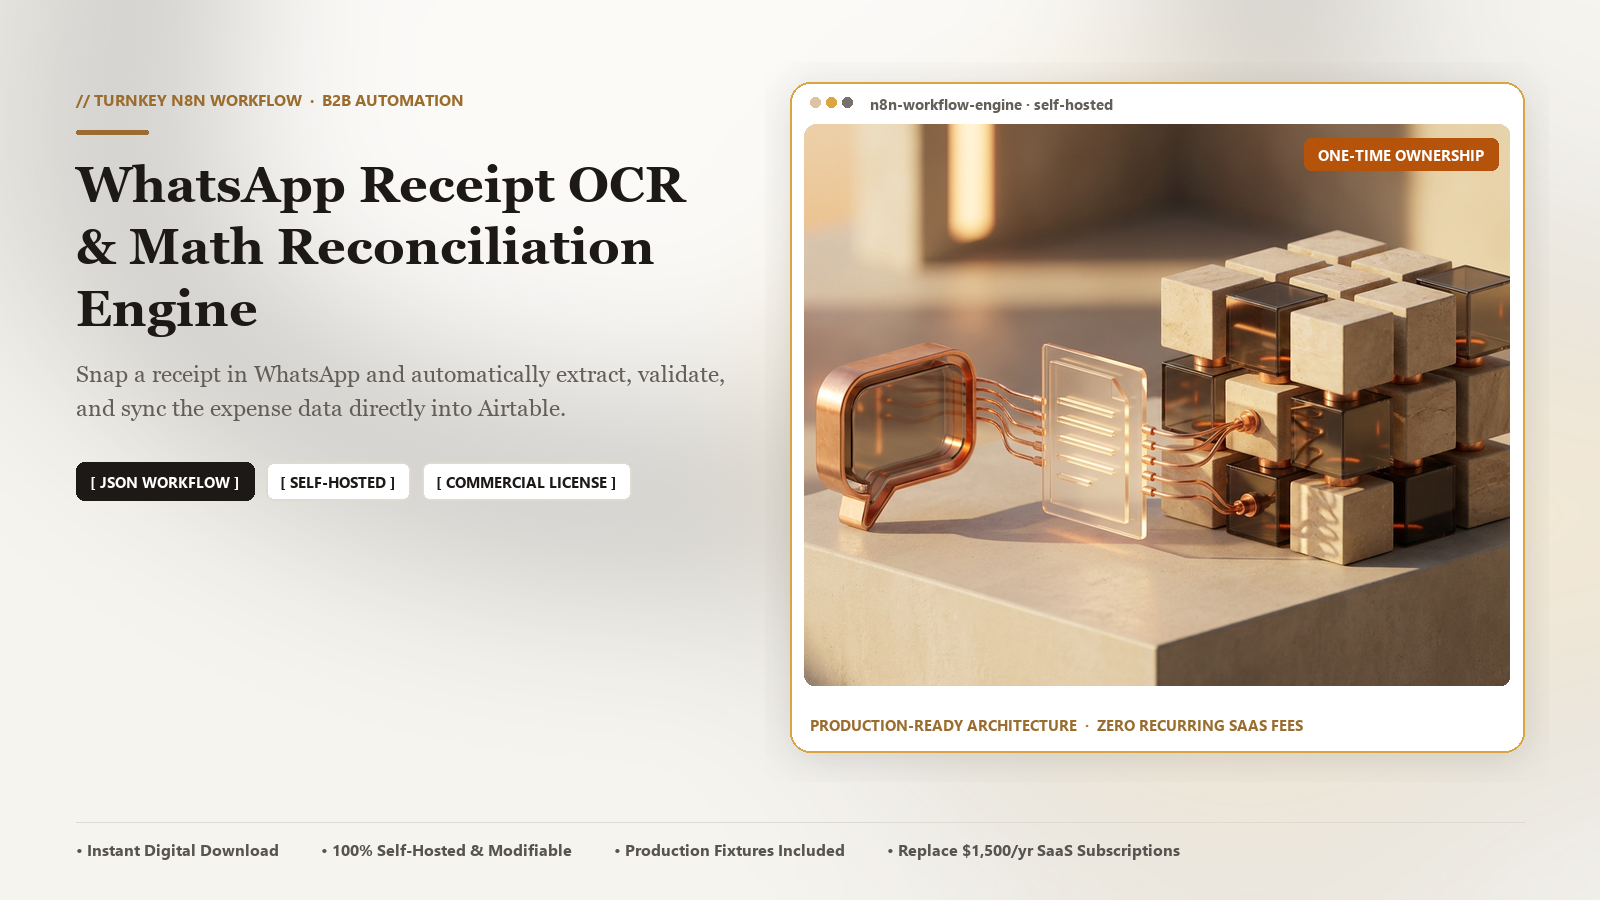 // TURNKEY N8N WORKFLOW · B2B AUTOMATION
WhatsApp Receipt OCR
& Math Reconciliation
Engine
Snap a receipt in WhatsApp and automatically extract, validate,
and sync the expense data directly into Airtable.
[ JSON WORKFLOW ] [ SELF-HOSTED ] [ COMMERCIAL LICENSE ]
n8n-workflow-engine · self-hosted
ONE-TIME OWNERSHIP
PRODUCTION-READY ARCHITECTURE · ZERO RECURRING SAAS FEES
• Instant Digital Download • 100% Self-Hosted & Modifiable • Production Fixtures Included • Replace $1,500/yr SaaS Subscriptions